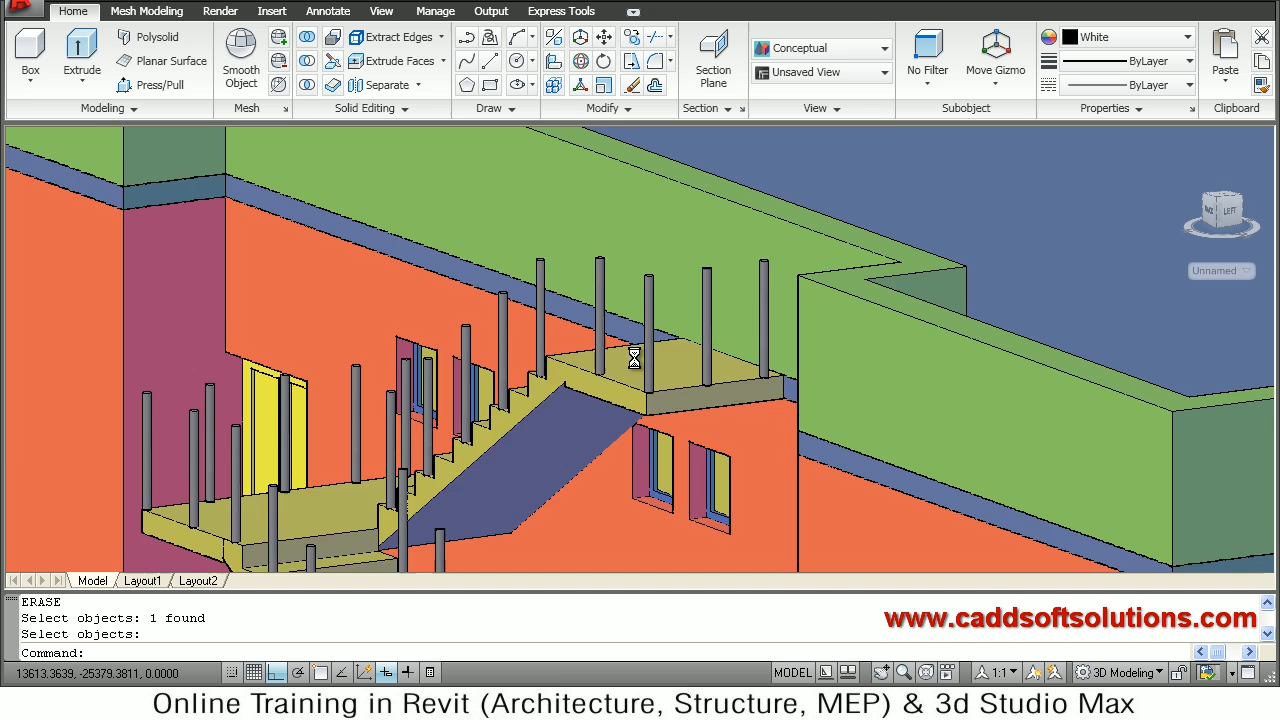 Home Mesh Modeling Render Insert Annotate View Manage Output Express Tools
Polysolid Extract Edges Conceptual White
Planar Surface Extrude Faces Unsaved View ByLayer
Press/Pull Separate ByLayer
Box Extrude Smooth Object Section Plane No Filter Move Gizmo Paste
Modeling Mesh Solid Editing Draw Modify Section View Subobject Properties Clipboard
LEFT
Unnamed
Model Layout1 Layout2
ERASE
Select objects: 1 found
Select objects:
Command:
www.caddsoftsolutions.com
13613.3639, -25379.3811, 0.0000 MODEL 1:1 3D Modeling
Online Training in Revit (Architecture, Structure, MEP) & 3d Studio Max